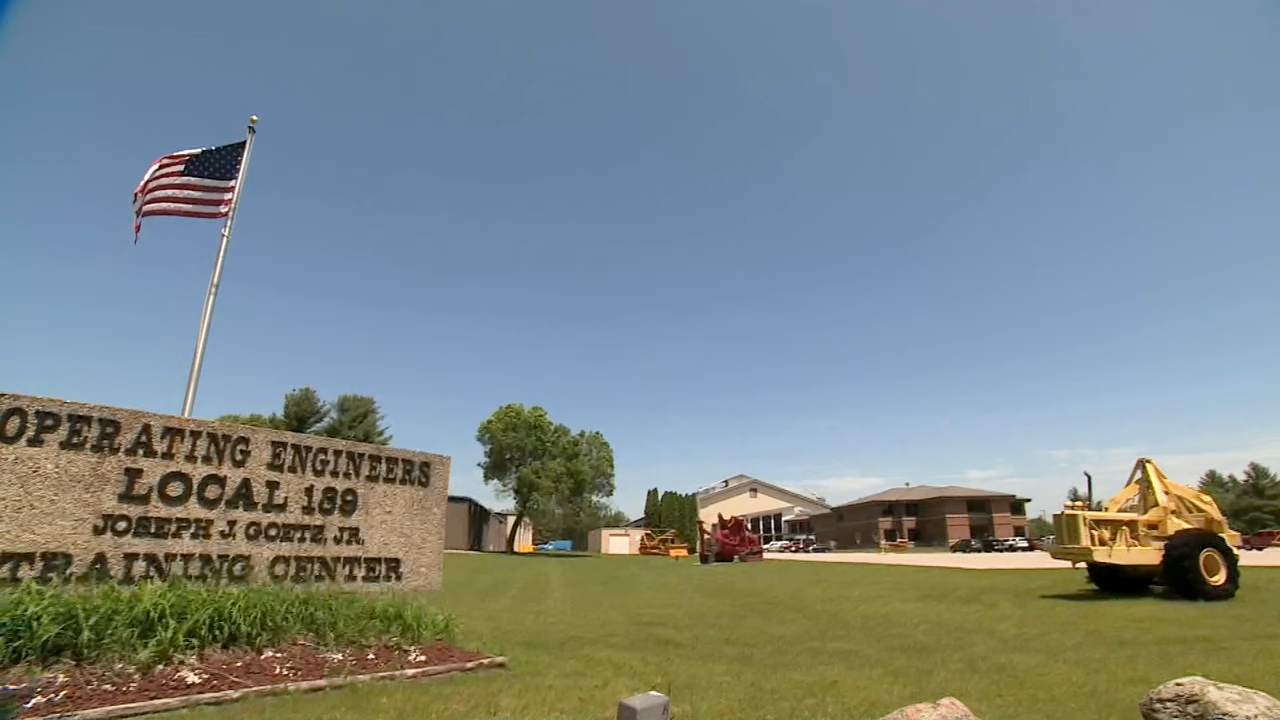 OPERATING ENGINEERS
LOCAL 139
JOSEPH J. GOETZ, JR.
TRAINING CENTER